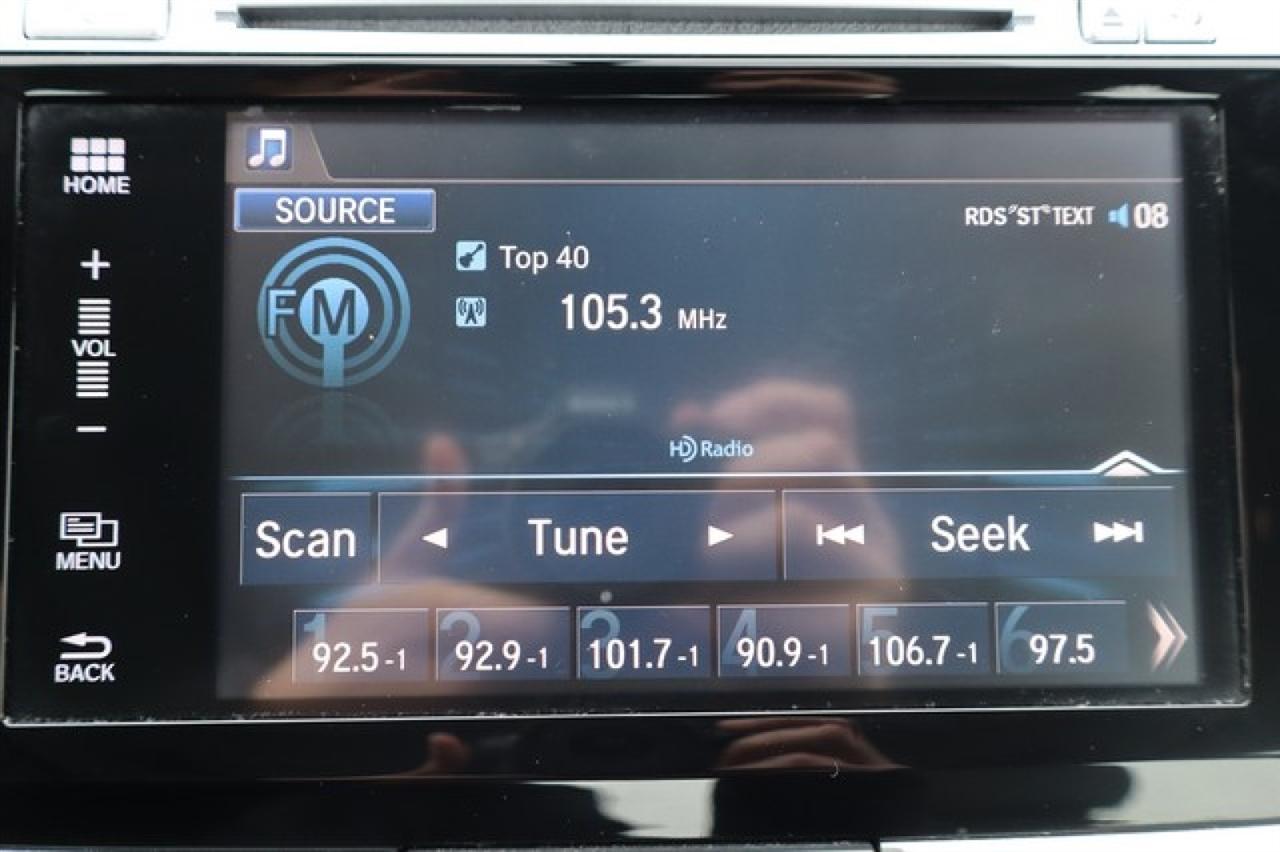 HOME
SOURCE
RDS ST TEXT 08
FM
Top 40
105.3 MHz
VOL
HD Radio
Scan Tune Seek
MENU
1 92.5-1
2 92.9-1
3 101.7-1
4 90.9-1
5 106.7-1
6 97.5
BACK